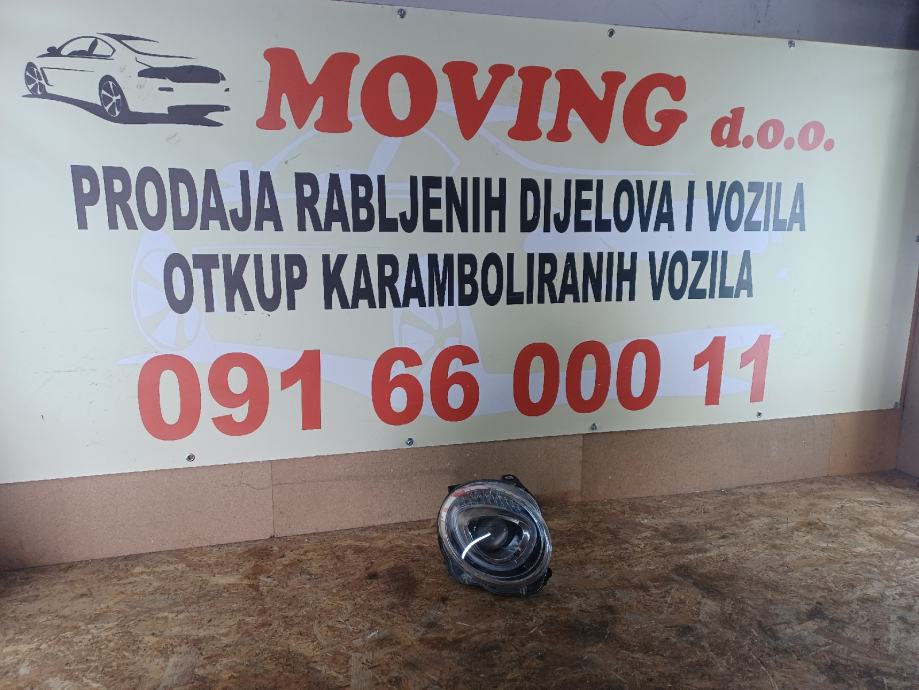 MOVING d.o.o.
PRODAJA RABLJENIH DIJELOVA I VOZILA
OTKUP KARAMBOLIRANIH VOZILA
091 66 000 11